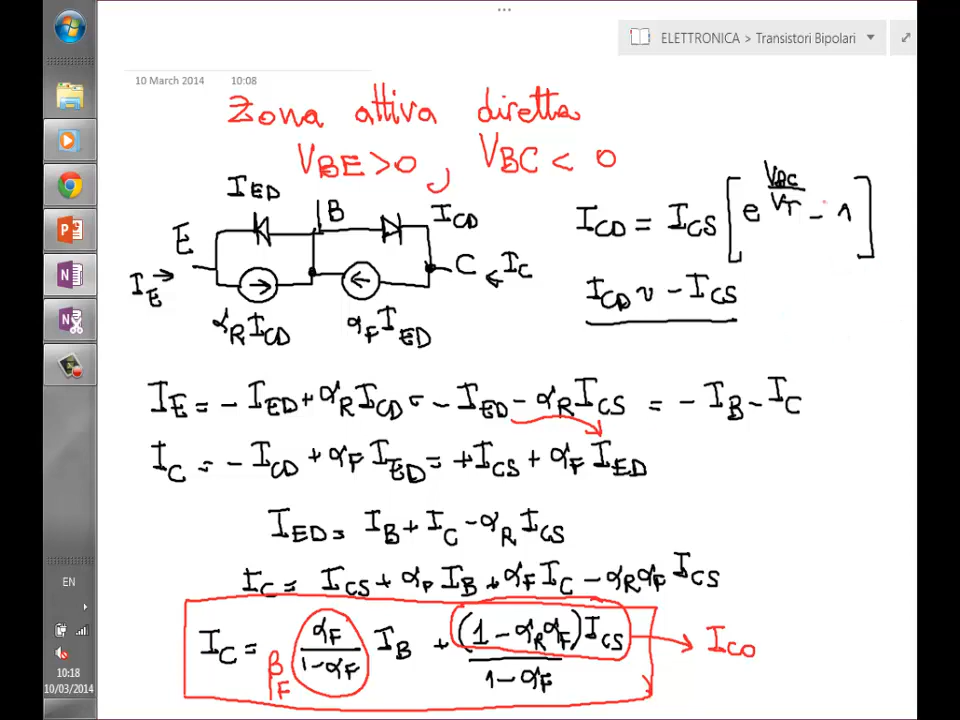 ELETTRONICA > Transistori Bipolari
10 March 2014 10:08
Zona attiva diretta
VBE>0, VBC < 0
IED
B
ICD
E
C
IC
IE
αR ICD
αF IED
ICD = ICS [e^(VBC/VT) - 1]
ICD ~ - ICS
IE = - IED + αR ICD ~ - IED - αR ICS = - IB - IC
IC = - ICD + αF IED = + ICS + αF IED
IED = IB + IC - αR ICS
IC = ICS + αF IB + αF IC - αR αF ICS
IC = αF/(1-αF) IB + (1 - αR αF) ICS/(1 - αF) → ICO
βF
EN
10:18
10/03/2014